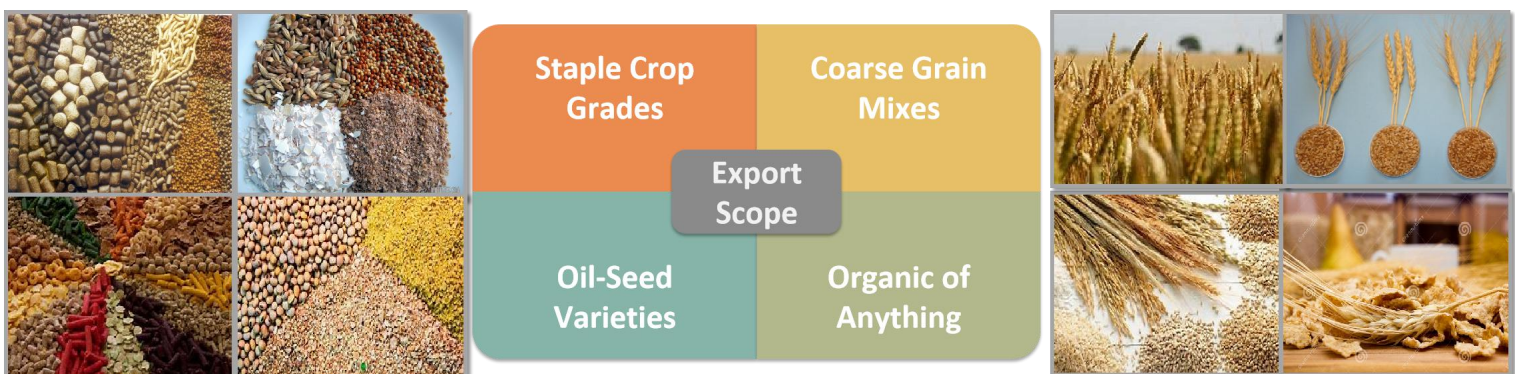 Staple Crop
Grades
Coarse Grain
Mixes
Export
Scope
Oil-Seed
Varieties
Organic of
Anything